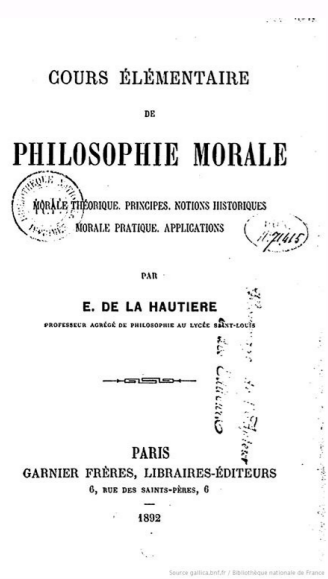 COURS ÉLÉMENTAIRE
DE
PHILOSOPHIE MORALE
MORALE THÉORIQUE. PRINCIPES. NOTIONS HISTORIQUES
MORALE PRATIQUE. APPLICATIONS
PAR
E. DE LA HAUTIERE
PROFESSEUR AGRÉGÉ DE PHILOSOPHIE AU LYCÉE SAINT-LOUIS
PARIS
GARNIER FRÈRES, LIBRAIRES-ÉDITEURS
6, RUE DES SAINTS-PÈRES, 6
1892
Source gallica.bnf.fr / Bibliothèque nationale de France